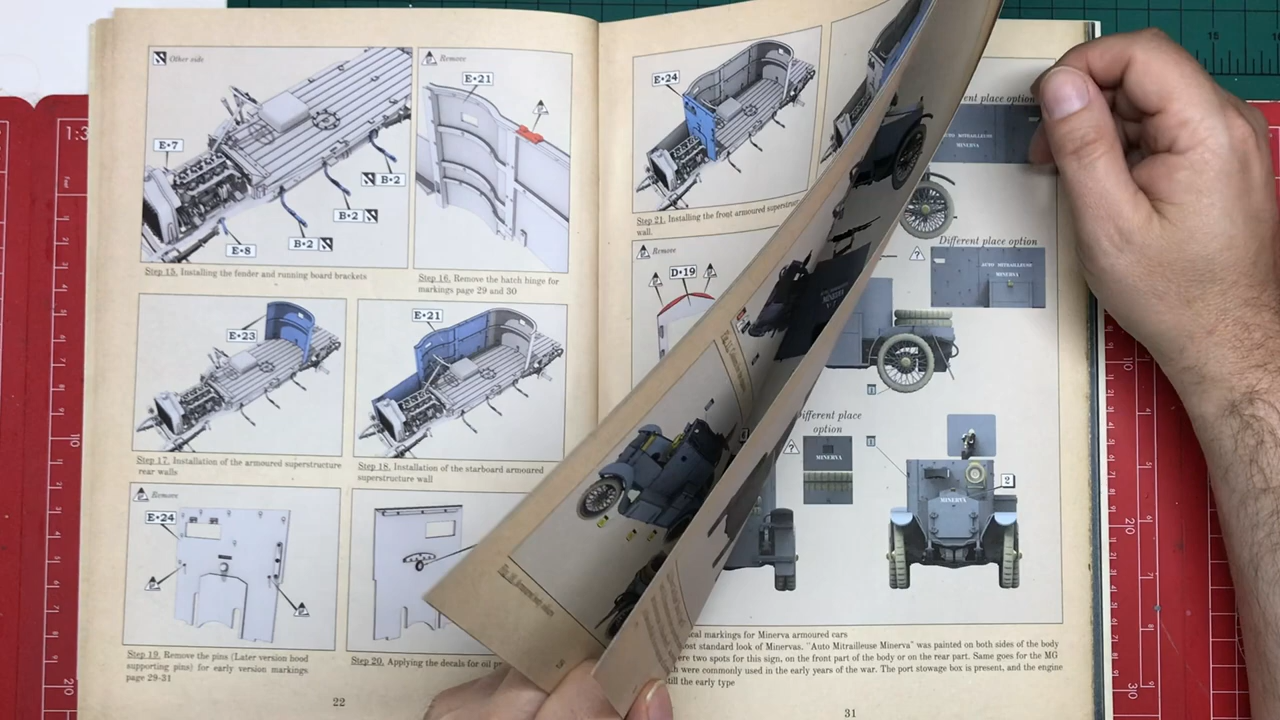 Other side
E•7
B•2
B•2
B•2
E•8
Step 15. Installing the fender and running board brackets
Remove
E•21
Step 16. Remove the hatch hinge for
markings page 29 and 30
E•23
Step 17. Installation of the armoured superstructure
rear walls
E•21
Step 18. Installation of the starboard armoured
superstructure wall
Remove
E•24
Step 19. Remove the pins (Later version hood
supporting pins) for early version markings
page 29-31
Step 20. Applying the decals for oil
22
E•24
Step 21. Installing the front armoured
wall.
Remove
D•19
place option
AUTO MITRAILLEUSE
MINERVA
Different place option
AUTO MITRAILLEUSE
MINERVA
?
place
option
?
MINERVA
MINERVA
2
markings for Minerva armoured cars
standard look of Minervas. "Auto Mitrailleuse Minerva" was painted on both sides of the body
two spots for this sign, on the front part of the body or on the rear part. Same goes for the MG
were commonly used in the early years of the war. The port stowage box is present, and the engine
the early type
31